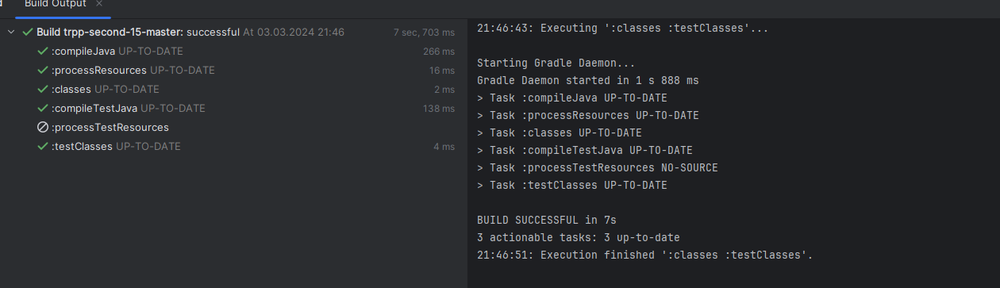 Build Output ×
Build trpp-second-15-master: successful At 03.03.2024 21:46 7 sec, 703 ms
:compileJava UP-TO-DATE 266 ms
:processResources UP-TO-DATE 16 ms
:classes UP-TO-DATE 2 ms
:compileTestJava UP-TO-DATE 138 ms
:processTestResources
:testClasses UP-TO-DATE 4 ms
21:46:43: Executing ':classes :testClasses'...
Starting Gradle Daemon...
Gradle Daemon started in 1 s 888 ms
> Task :compileJava UP-TO-DATE
> Task :processResources UP-TO-DATE
> Task :classes UP-TO-DATE
> Task :compileTestJava UP-TO-DATE
> Task :processTestResources NO-SOURCE
> Task :testClasses UP-TO-DATE
BUILD SUCCESSFUL in 7s
3 actionable tasks: 3 up-to-date
21:46:51: Execution finished ':classes :testClasses'.